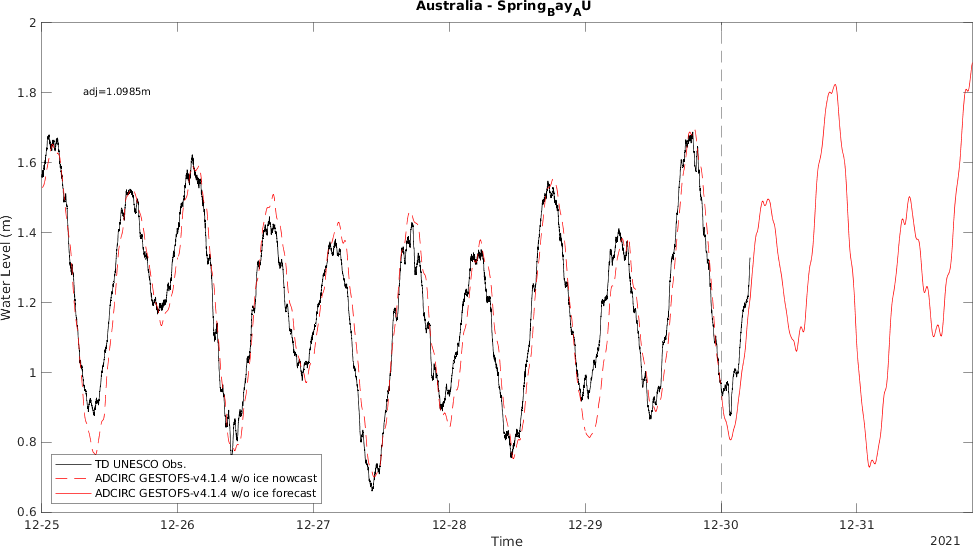 Australia - SpringBayAU
2
1.8
1.6
1.4
1.2
1
0.8
0.6
Water Level (m)
adj=1.0985m
TD UNESCO Obs.
ADCIRC GESTOFS-v4.1.4 w/o ice nowcast
ADCIRC GESTOFS-v4.1.4 w/o ice forecast
12-25 12-26 12-27 12-28 12-29 12-30 12-31
Time
2021